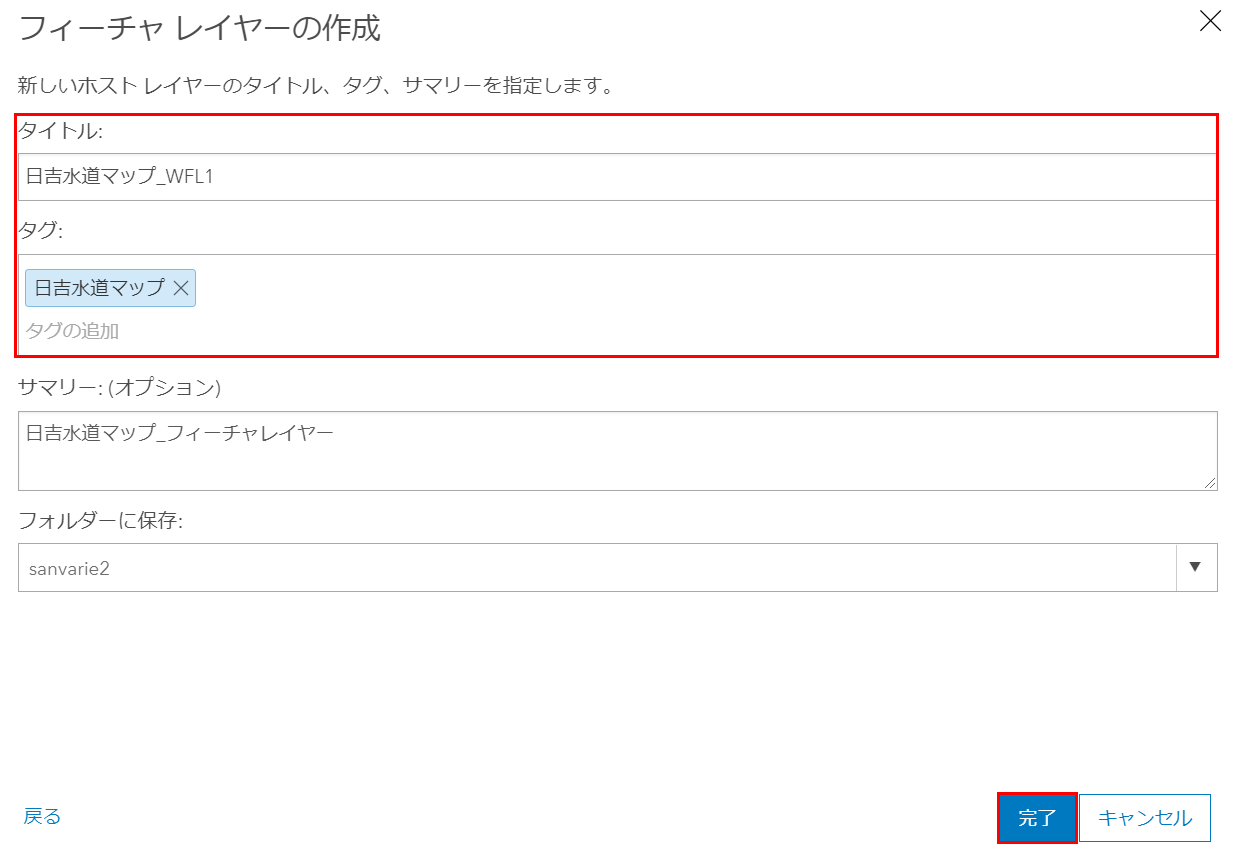 フィーチャ レイヤーの作成
新しいホスト レイヤーのタイトル、タグ、サマリーを指定します。
タイトル:
日吉水道マップ_WFL1
タグ:
日吉水道マップ
タグの追加
サマリー: (オプション)
日吉水道マップ_フィーチャレイヤー
フォルダーに保存:
sanvarie2
戻る
完了
キャンセル